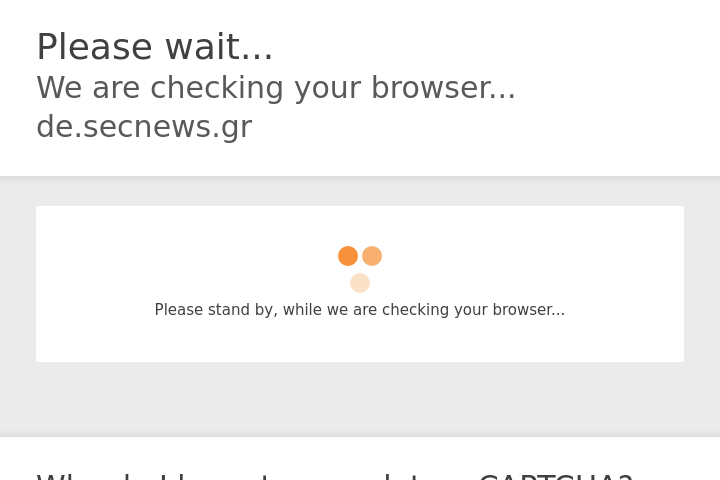 Please wait...
We are checking your browser...
de.secnews.gr
Please stand by, while we are checking your browser...
CAPTCHA?